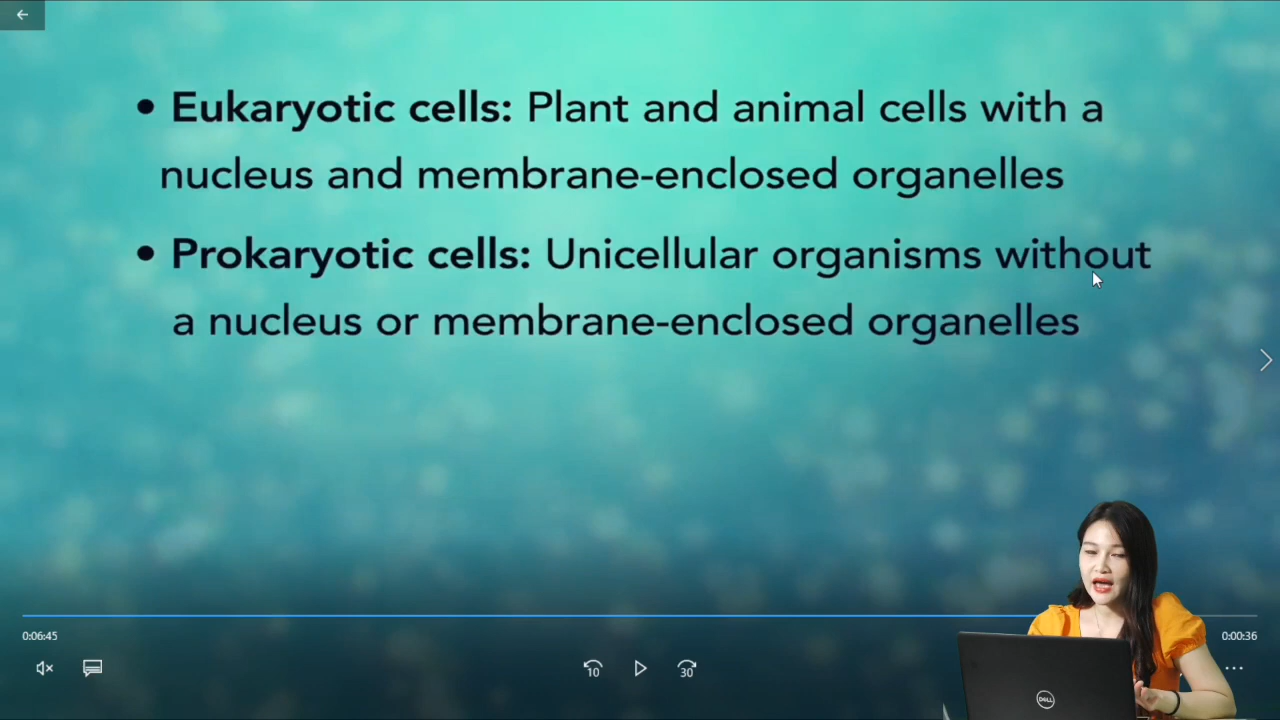 • Eukaryotic cells: Plant and animal cells with a
nucleus and membrane-enclosed organelles
• Prokaryotic cells: Unicellular organisms without
a nucleus or membrane-enclosed organelles
0:06:45
0:00:36
10
30
DELL